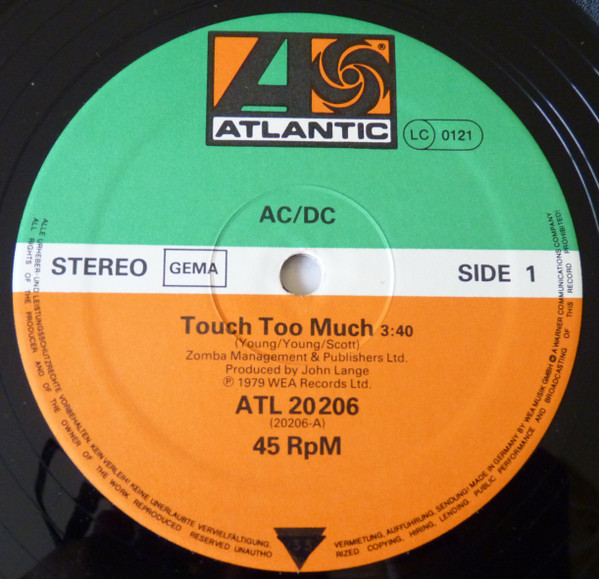 ATLANTIC
LC 0121
AC/DC
STEREO GEMA SIDE 1
Touch Too Much 3:40
(Young/Young/Scott)
Zomba Management & Publishers Ltd.
Produced by John Lange
℗ 1979 WEA Records Ltd.
ATL 20206
(20206-A)
45 RpM
ALLE URHEBER- UND LEISTUNGSSCHUTZRECHTE VORBEHALTEN. KEIN VERLEIH! KEINE UNERLAUBTE VERVIELFÄLTIGUNG,
VERMIETUNG, AUFFÜHRUNG, SENDUNG! MADE IN GERMANY BY WEA MUSIK GMBH A WARNER COMMUNICATIONS COMPANY
ALL RIGHTS OF THE PRODUCER AND OF THE OWNER OF THE WORK REPRODUCED RESERVED UNAUTHO
RIZED COPYING, HIRING, LENDING, PUBLIC PERFORMANCE AND BROADCASTING OF THIS RECORD PROHIBITED!